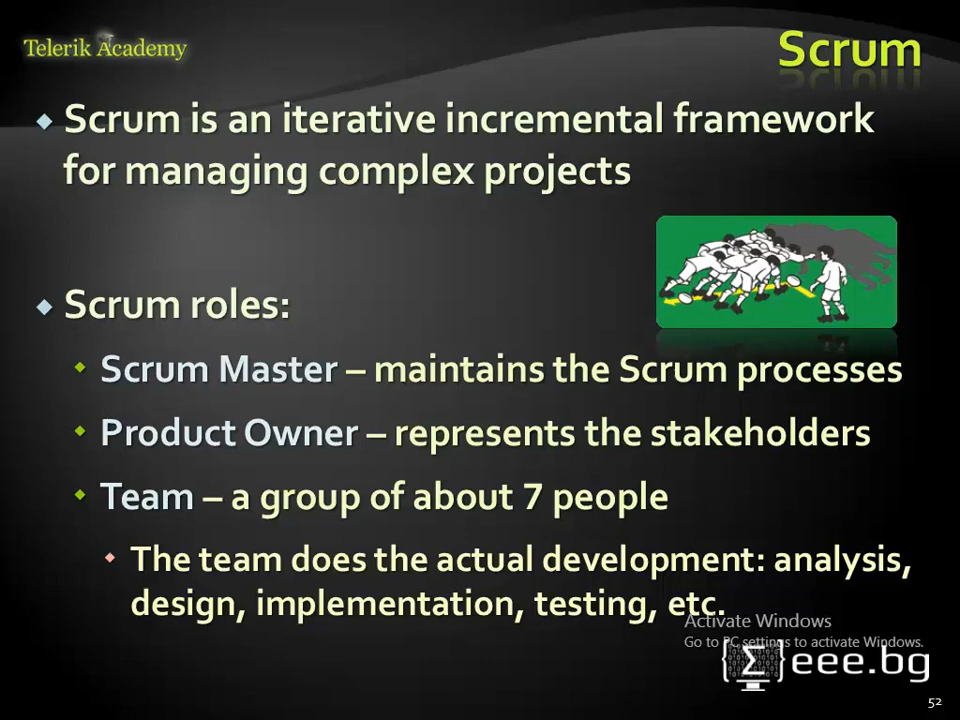 Telerik Academy
Scrum
Scrum is an iterative incremental framework
for managing complex projects
Scrum roles:
Scrum Master – maintains the Scrum processes
Product Owner – represents the stakeholders
Team – a group of about 7 people
The team does the actual development: analysis,
design, implementation, testing, etc.
Activate Windows
Go to PC settings to activate Windows.
{Σ}eee.bg
52